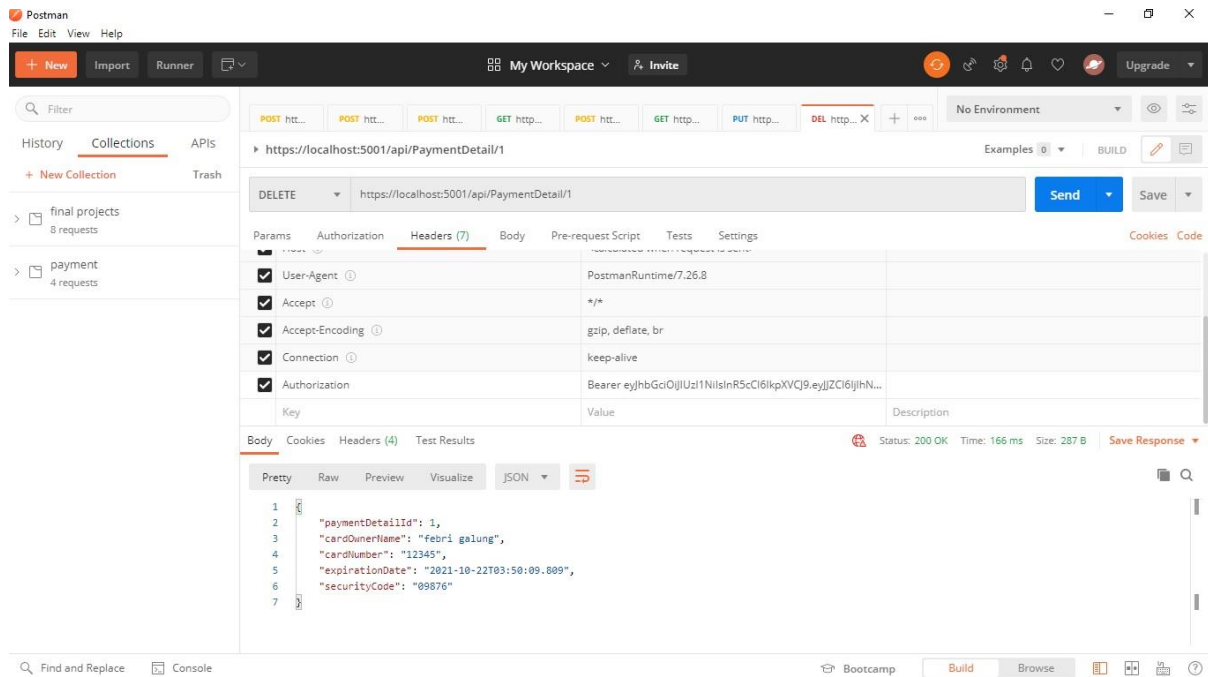 Postman
File Edit View Help
+ New Import Runner My Workspace Invite Upgrade
Filter
History Collections APIs
+ New Collection Trash
final projects
8 requests
payment
4 requests
POST htt... POST htt... POST htt... GET http... POST htt... GET http... PUT http... DEL http... No Environment
https://localhost:5001/api/PaymentDetail/1 Examples 0 BUILD
DELETE https://localhost:5001/api/PaymentDetail/1 Send Save
Params Authorization Headers (7) Body Pre-request Script Tests Settings Cookies Code
User-Agent PostmanRuntime/7.26.8
Accept */*
Accept-Encoding gzip, deflate, br
Connection keep-alive
Authorization Bearer
Key Value Description
Body Cookies Headers (4) Test Results Status: 200 OK Time: 166 ms Size: 287 B Save Response
Pretty Raw Preview Visualize JSON
1 {
2 "paymentDetailId": 1,
3 "cardOwnerName": "febri galung",
4 "cardNumber": "12345",
5 "expirationDate": "2021-10-22T03:50:09.809",
6 "securityCode": "09876"
7 }
Find and Replace Console Bootcamp Build Browse